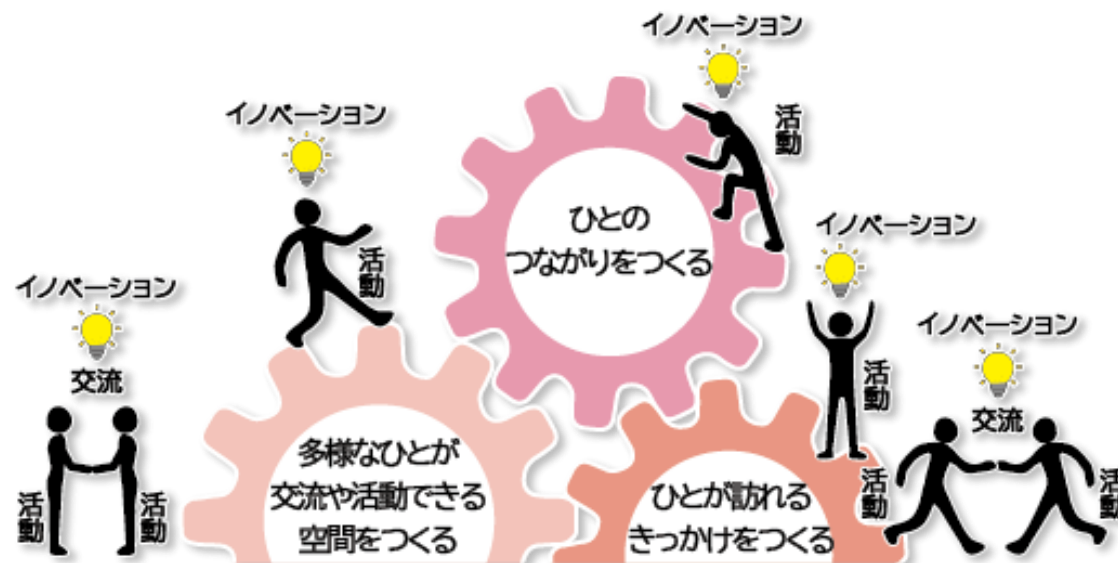 イノベーション
活動
イノベーション
活動
ひとの
つながりをつくる
イノベーション
活動
イノベーション
交流
活動
活動
イノベーション
交流
活動
活動
多様なひとが
交流や活動できる
空間をつくる
ひとが訪れる
きっかけをつくる